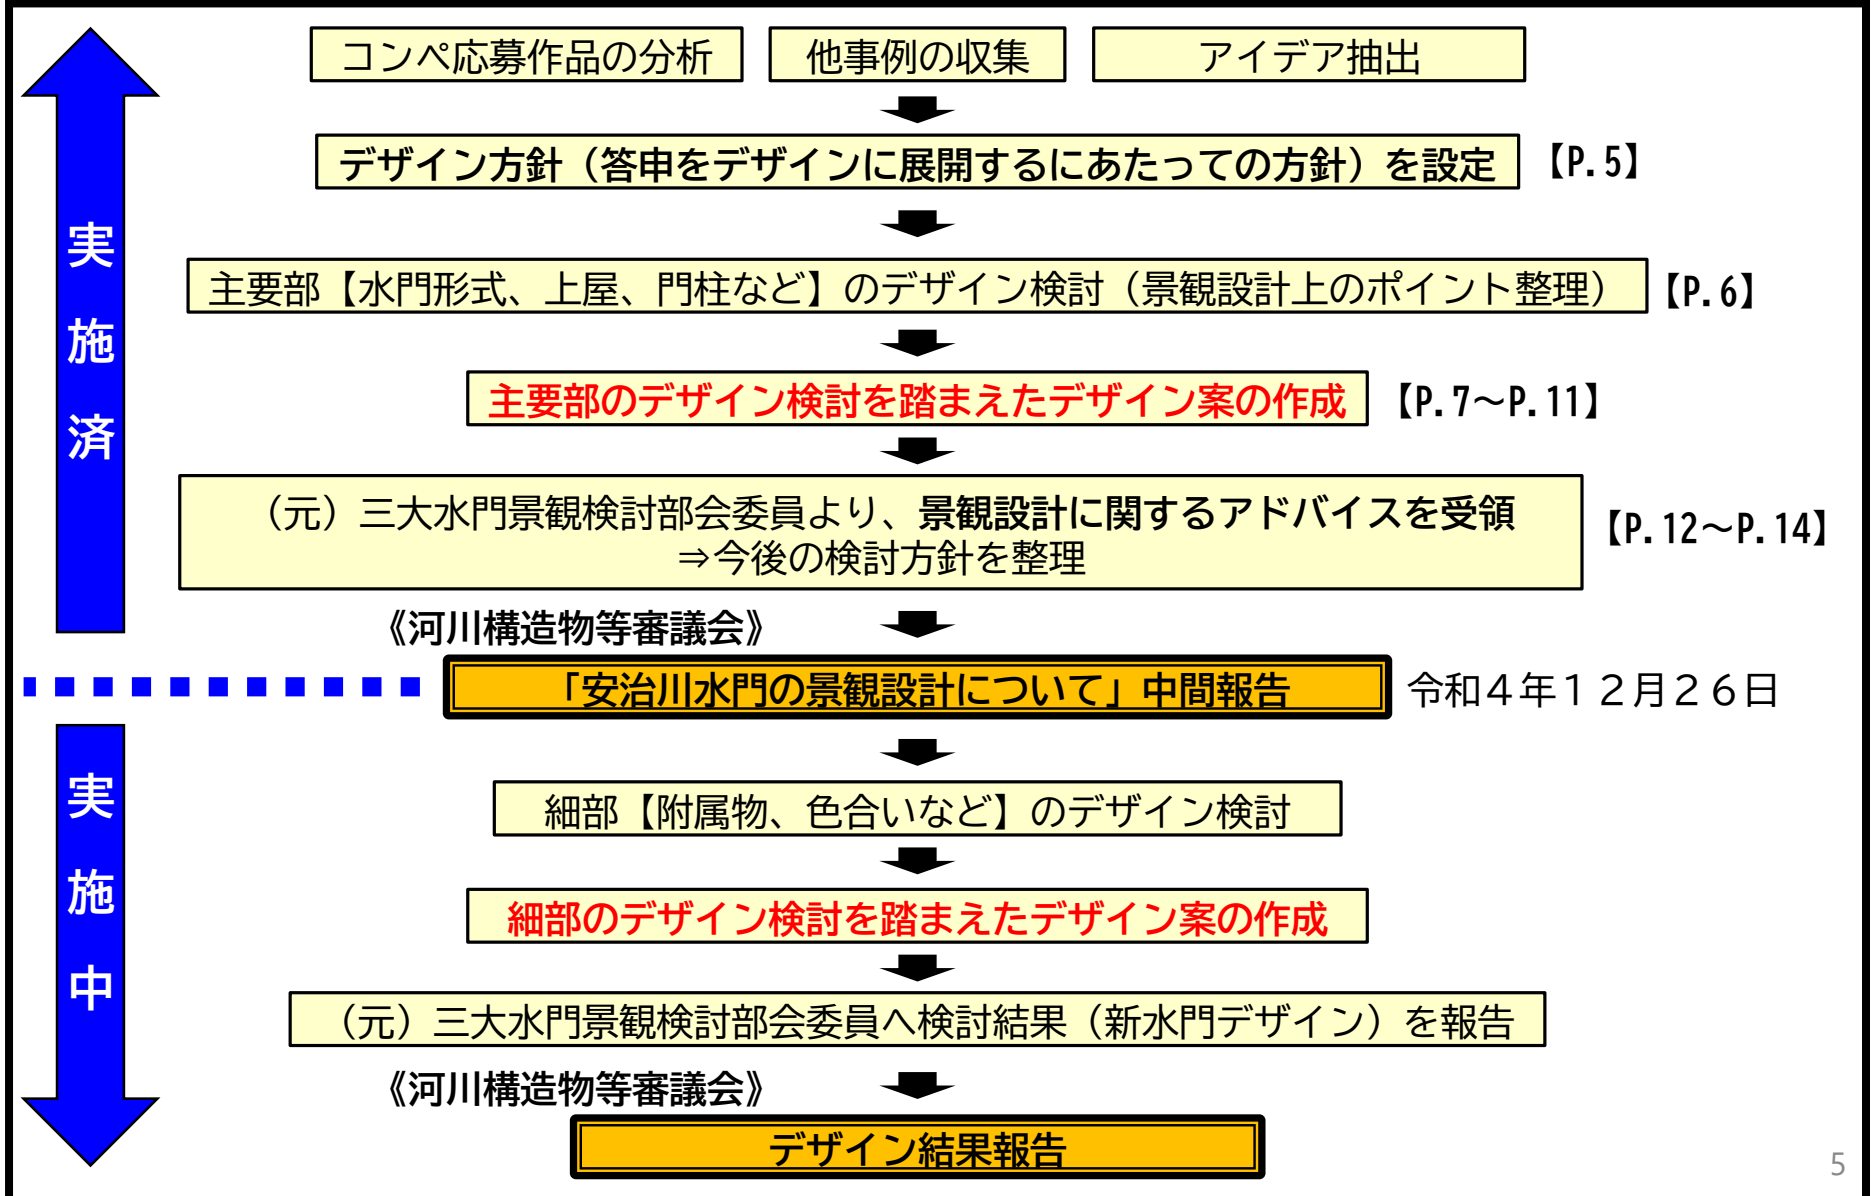 コンペ応募作品の分析
他事例の収集
アイデア抽出
デザイン方針（答申をデザインに展開するにあたっての方針）を設定
【P.5】
主要部【水門形式、上屋、門柱など】のデザイン検討（景観設計上のポイント整理）
【P.6】
主要部のデザイン検討を踏まえたデザイン案の作成
【P.7～P.11】
（元）三大水門景観検討部会委員より、景観設計に関するアドバイスを受領
⇒今後の検討方針を整理
【P.12～P.14】
実施済
《河川構造物等審議会》
「安治川水門の景観設計について」中間報告
令和４年１２月２６日
細部【附属物、色合いなど】のデザイン検討
細部のデザイン検討を踏まえたデザイン案の作成
（元）三大水門景観検討部会委員へ検討結果（新水門デザイン）を報告
実施中
《河川構造物等審議会》
デザイン結果報告
5